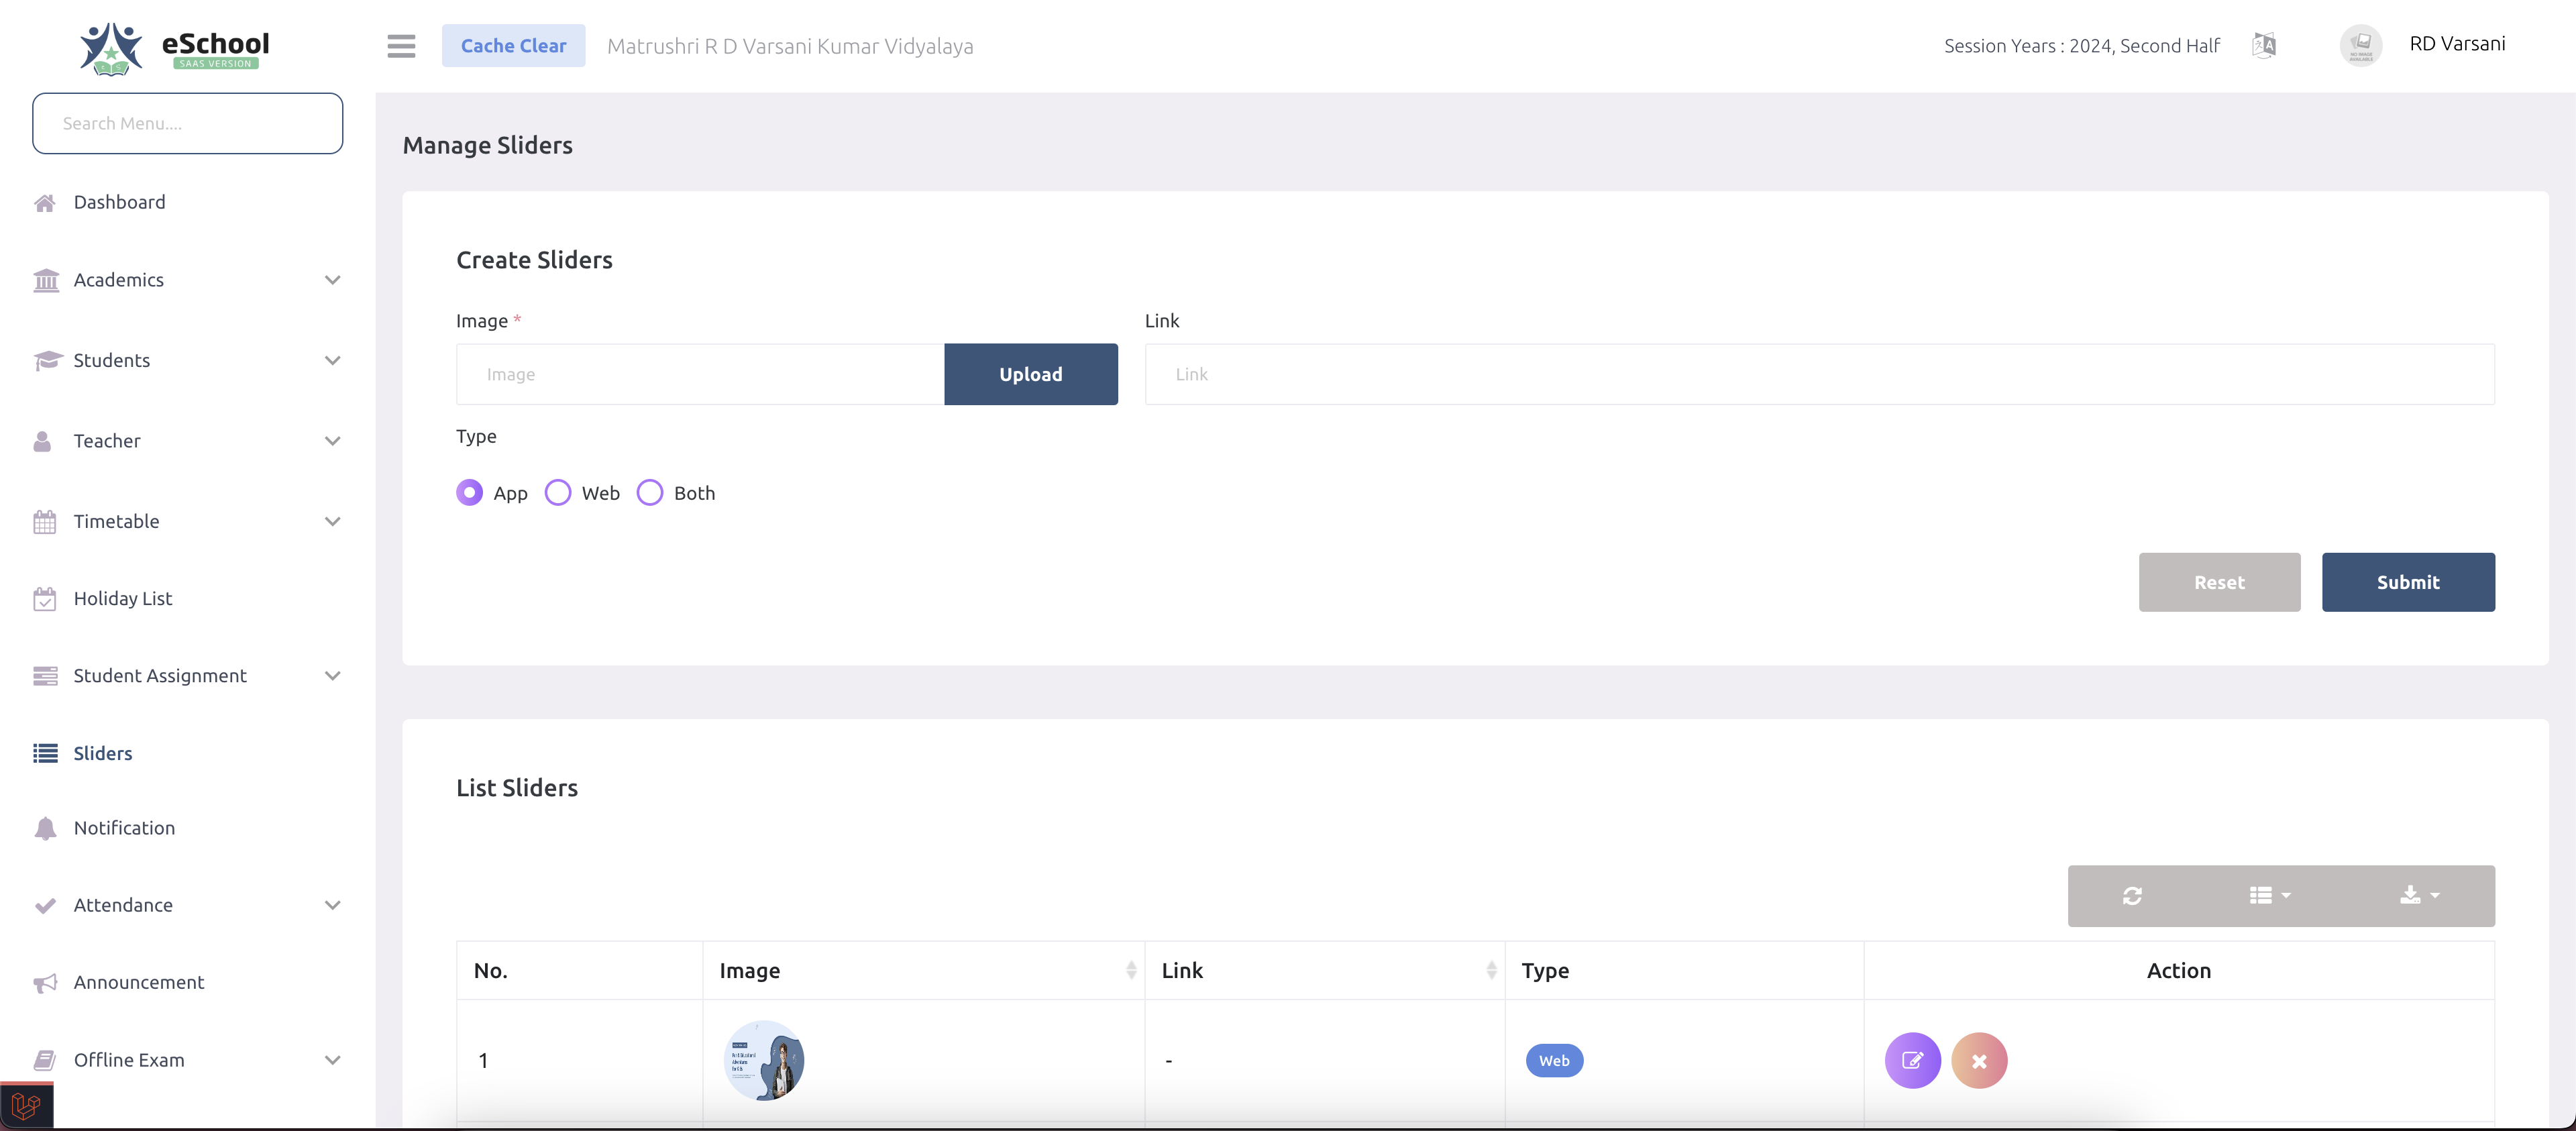 eSchool
SAAS VERSION
Cache Clear
Matrushri R D Varsani Kumar Vidyalaya
Session Years : 2024, Second Half
RD Varsani
Search Menu....
Dashboard
Academics
Students
Teacher
Timetable
Holiday List
Student Assignment
Sliders
Notification
Attendance
Announcement
Offline Exam
Manage Sliders
Create Sliders
Image *
Link
Image
Upload
Link
Type
App
Web
Both
Reset
Submit
List Sliders
No.
Image
Link
Type
Action
1
-
Web